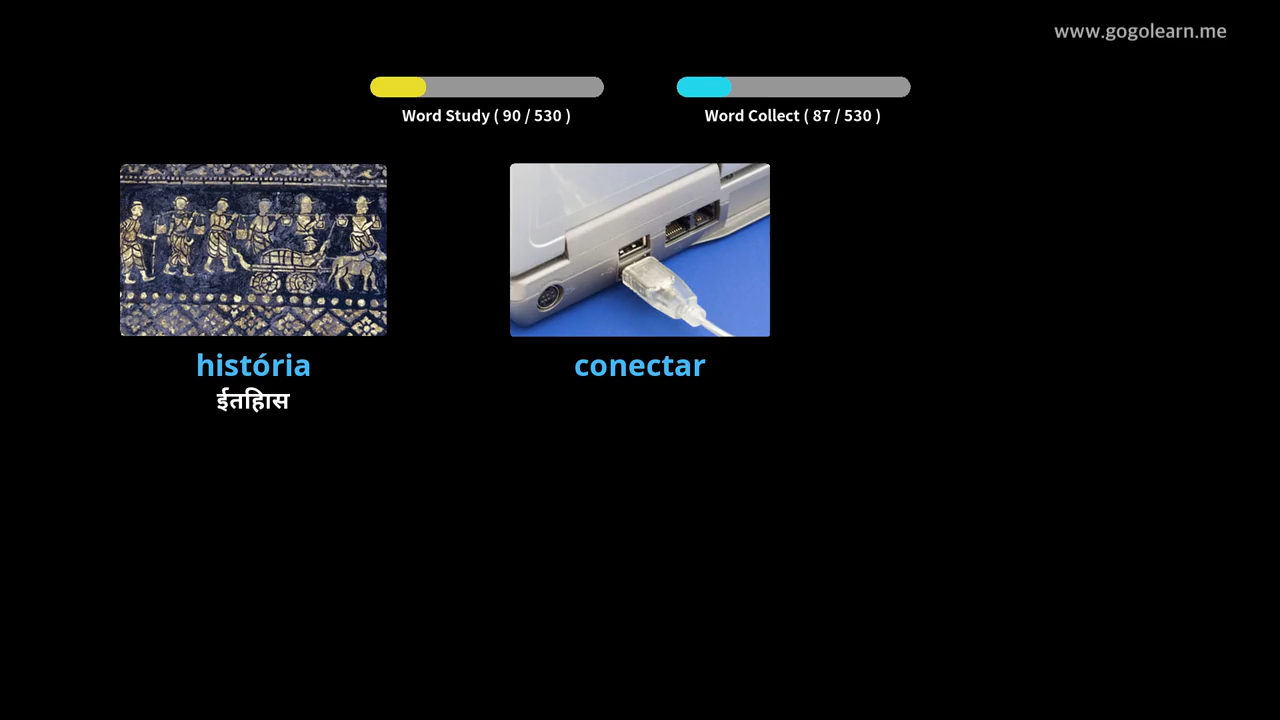 www.gogolearn.me
Word Study ( 90 / 530 )
Word Collect ( 87 / 530 )
história
conectar
ईतहिास